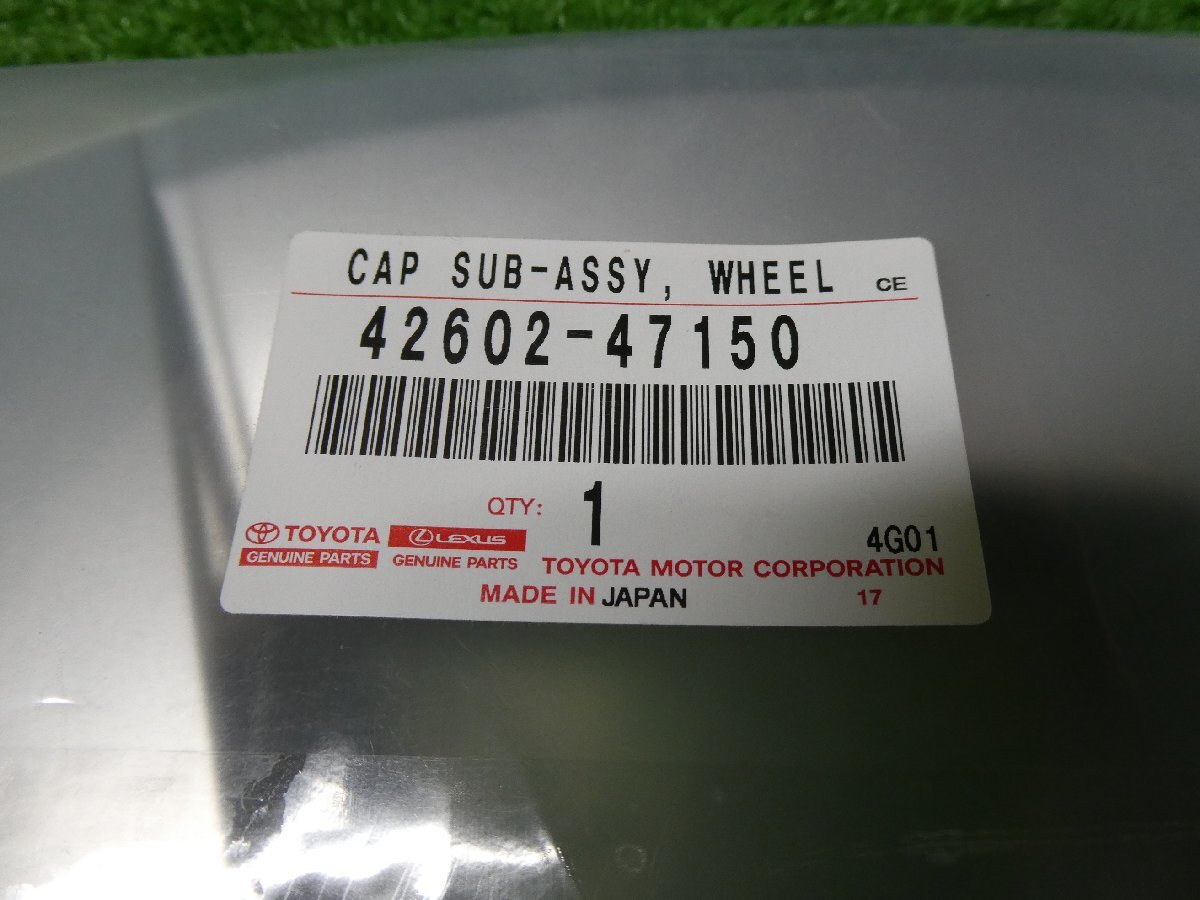 CAP SUB-ASSY, WHEEL CE
42602-47150
QTY: 1
TOYOTA LEXUS 4G01
GENUINE PARTS GENUINE PARTS TOYOTA MOTOR CORPORATION
MADE IN JAPAN 17